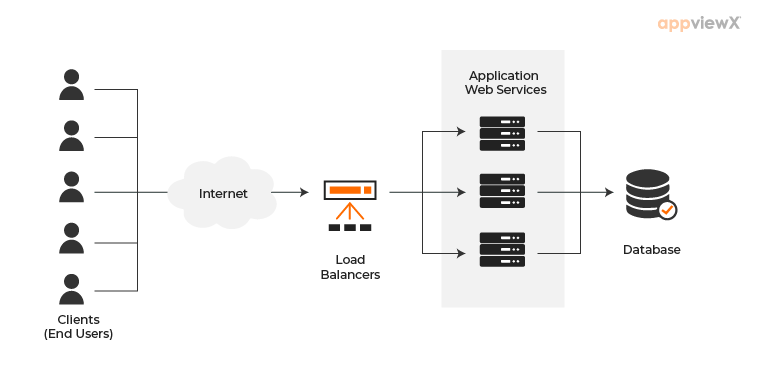 appviewX
Application
Web Services
Internet
Load
Balancers
Database
Clients
(End Users)